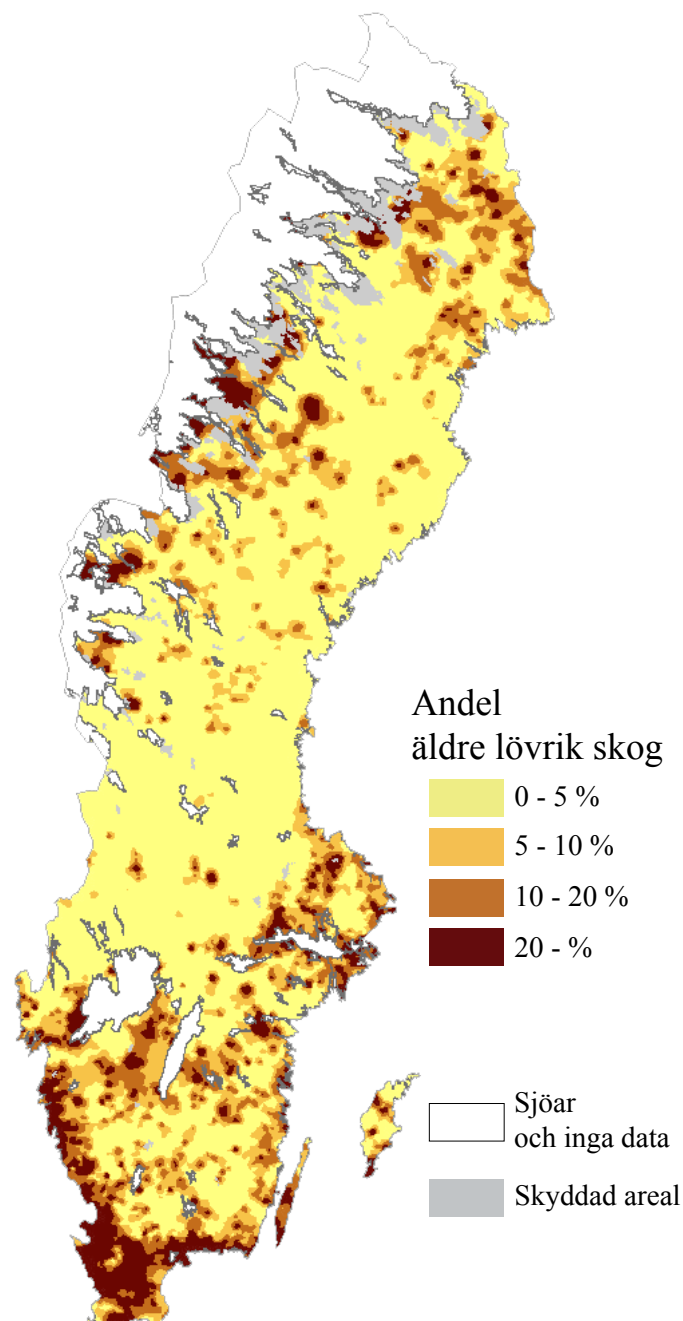 Andel
äldre lövrik skog
0 - 5 %
5 - 10 %
10 - 20 %
20 - %
Sjöar
och inga data
Skyddad areal